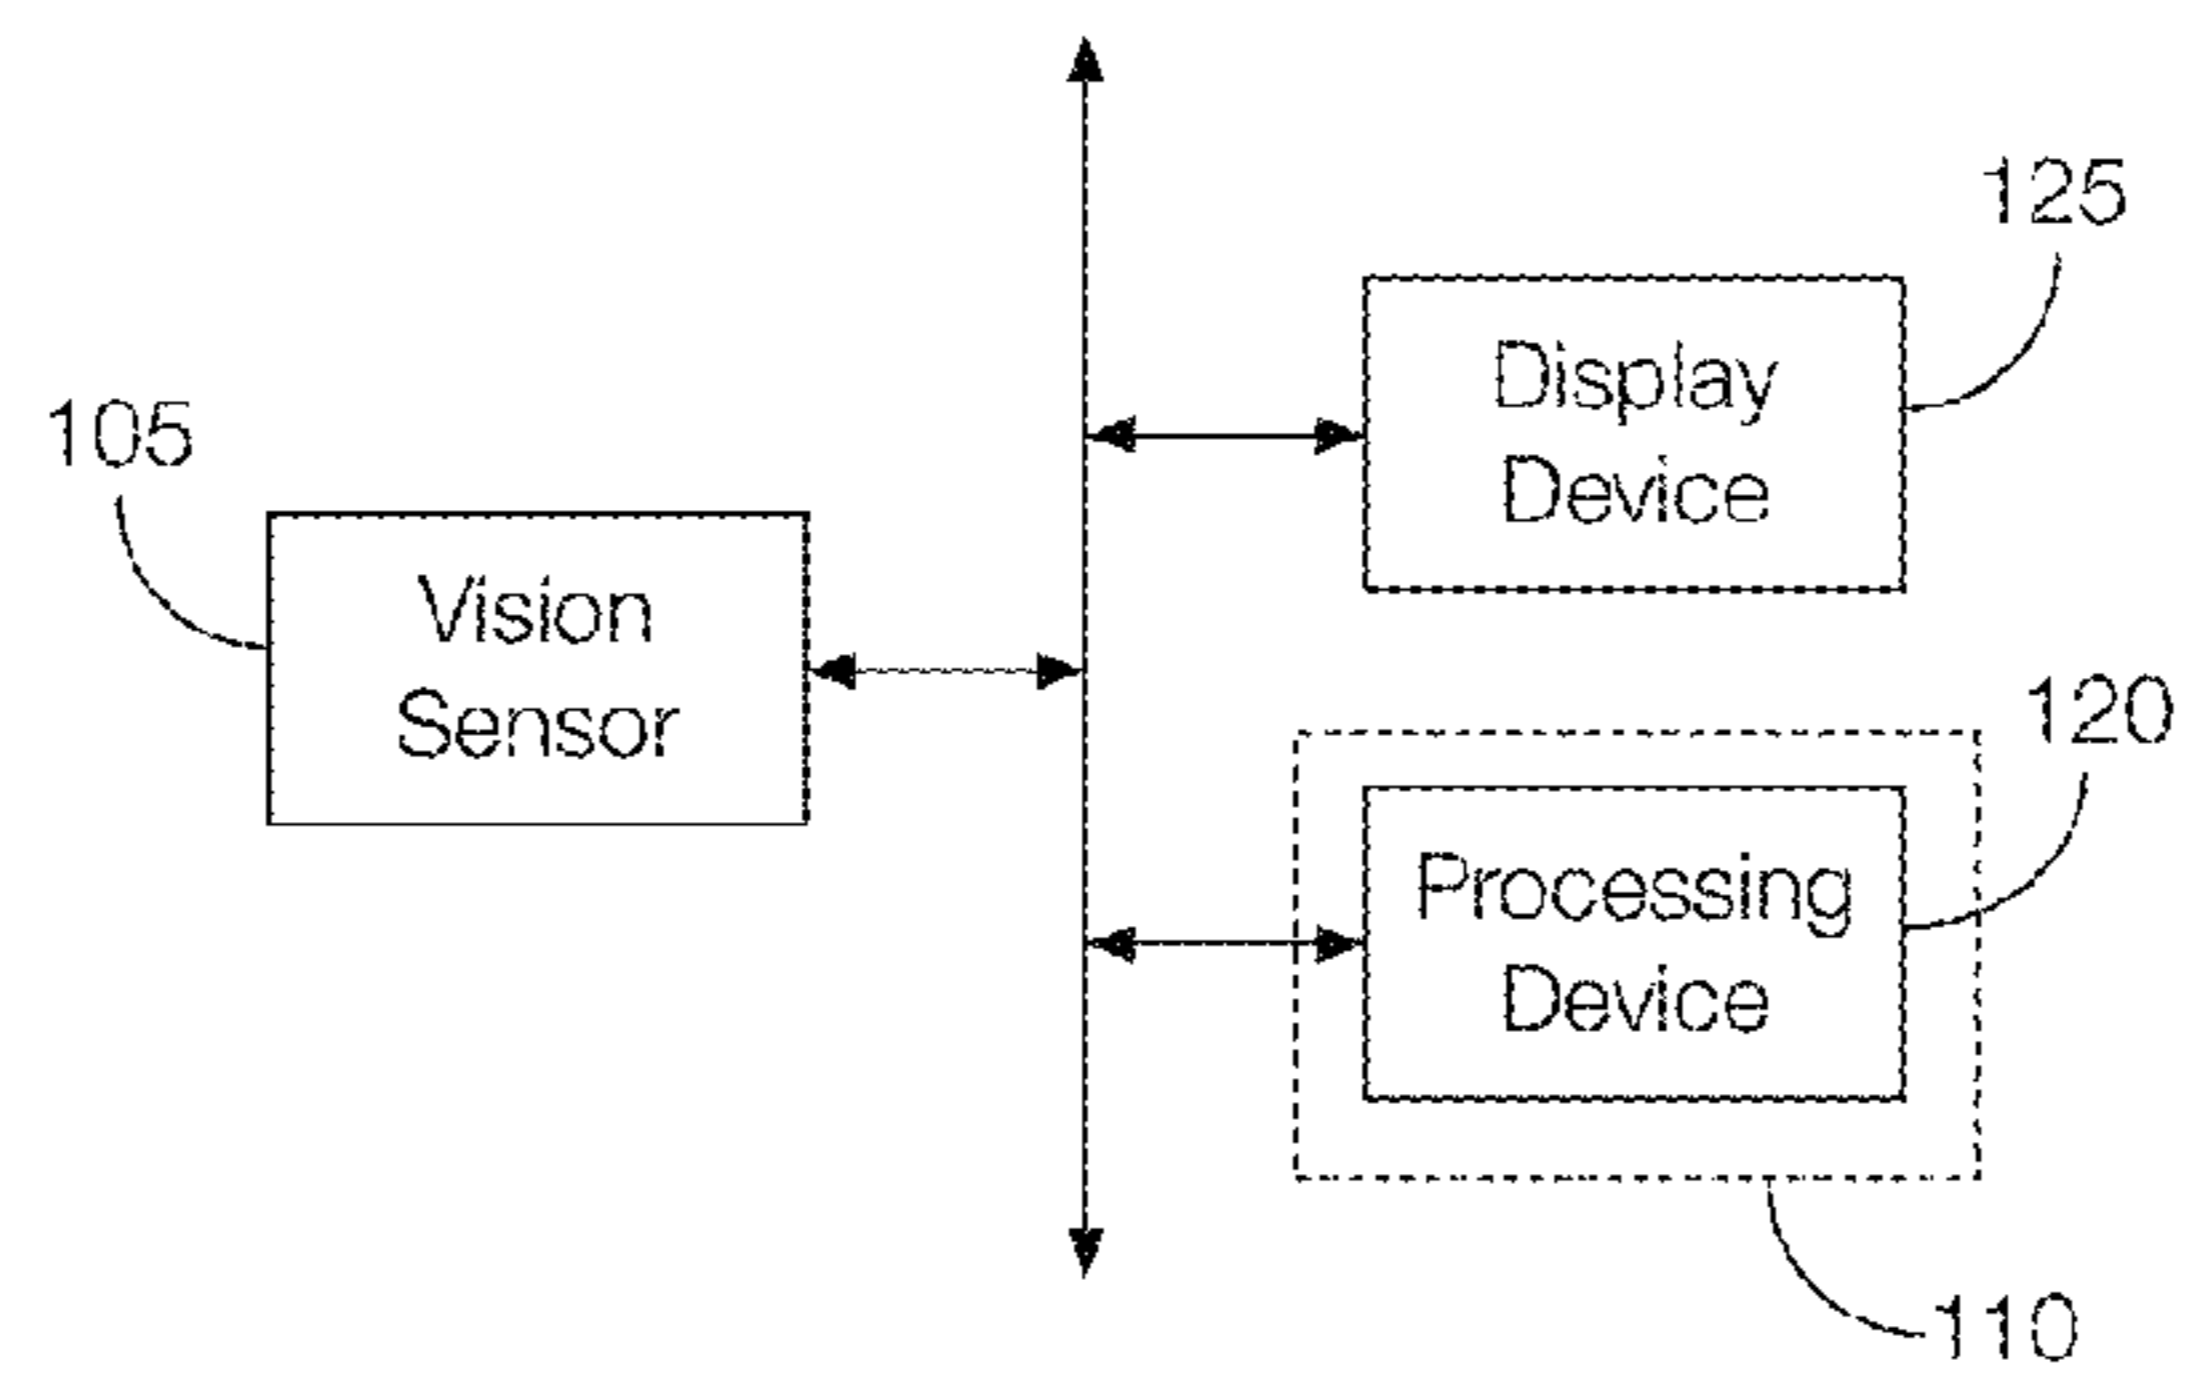 125
Display
Device
105
Vision
Sensor
120
Processing
Device
110